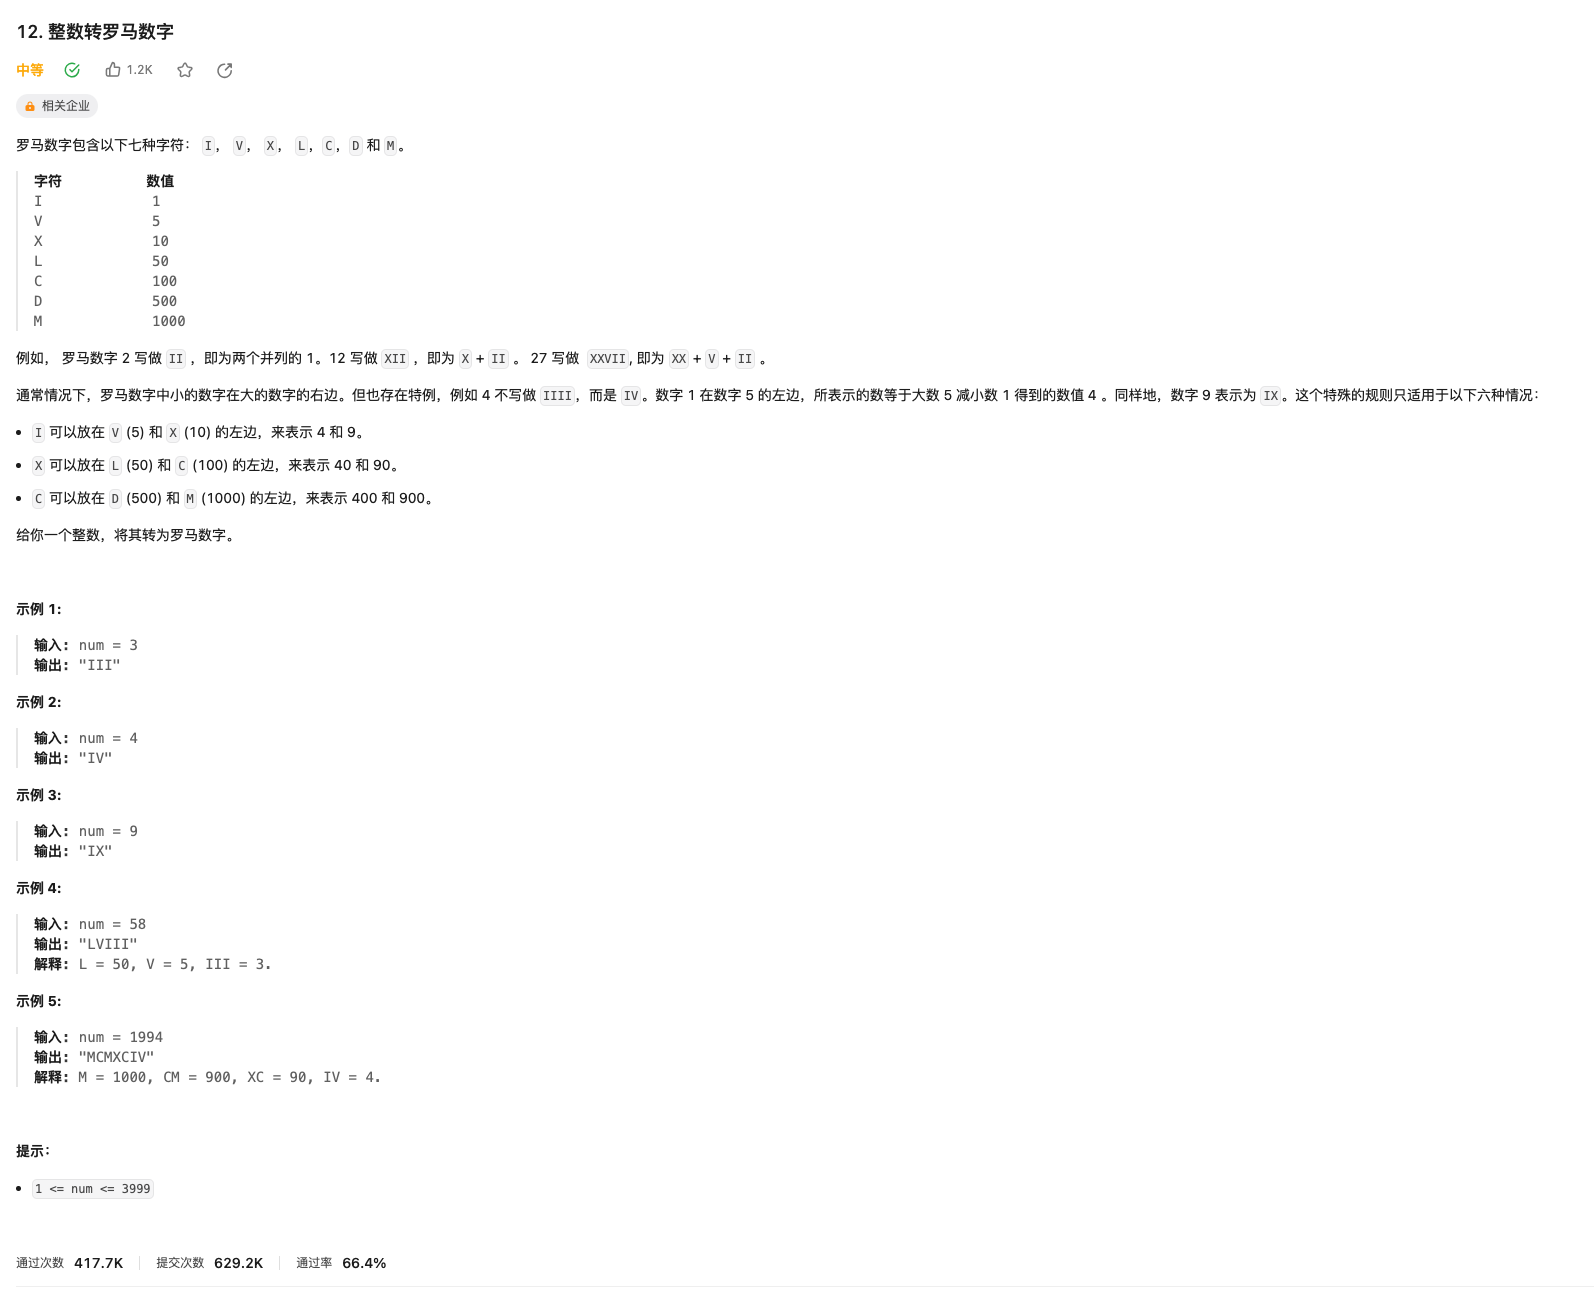 12. 整数转罗马数字
中等 1.2K
相关企业
罗马数字包含以下七种字符： I， V， X， L，C，D 和 M。
字符 数值
I 1
V 5
X 10
L 50
C 100
D 500
M 1000
例如， 罗马数字 2 写做 II ，即为两个并列的 1。12 写做 XII ，即为 X + II 。 27 写做 XXVII, 即为 XX + V + II 。
通常情况下，罗马数字中小的数字在大的数字的右边。但也存在特例，例如 4 不写做 IIII，而是 IV。数字 1 在数字 5 的左边，所表示的数等于大数 5 减小数 1 得到的数值 4 。同样地，数字 9 表示为 IX。这个特殊的规则只适用于以下六种情况：
• I 可以放在 V (5) 和 X (10) 的左边，来表示 4 和 9。
• X 可以放在 L (50) 和 C (100) 的左边，来表示 40 和 90。
• C 可以放在 D (500) 和 M (1000) 的左边，来表示 400 和 900。
给你一个整数，将其转为罗马数字。
示例 1:
输入: num = 3
输出: "III"
示例 2:
输入: num = 4
输出: "IV"
示例 3:
输入: num = 9
输出: "IX"
示例 4:
输入: num = 58
输出: "LVIII"
解释: L = 50, V = 5, III = 3.
示例 5:
输入: num = 1994
输出: "MCMXCIV"
解释: M = 1000, CM = 900, XC = 90, IV = 4.
提示：
• 1 <= num <= 3999
通过次数 417.7K 提交次数 629.2K 通过率 66.4%